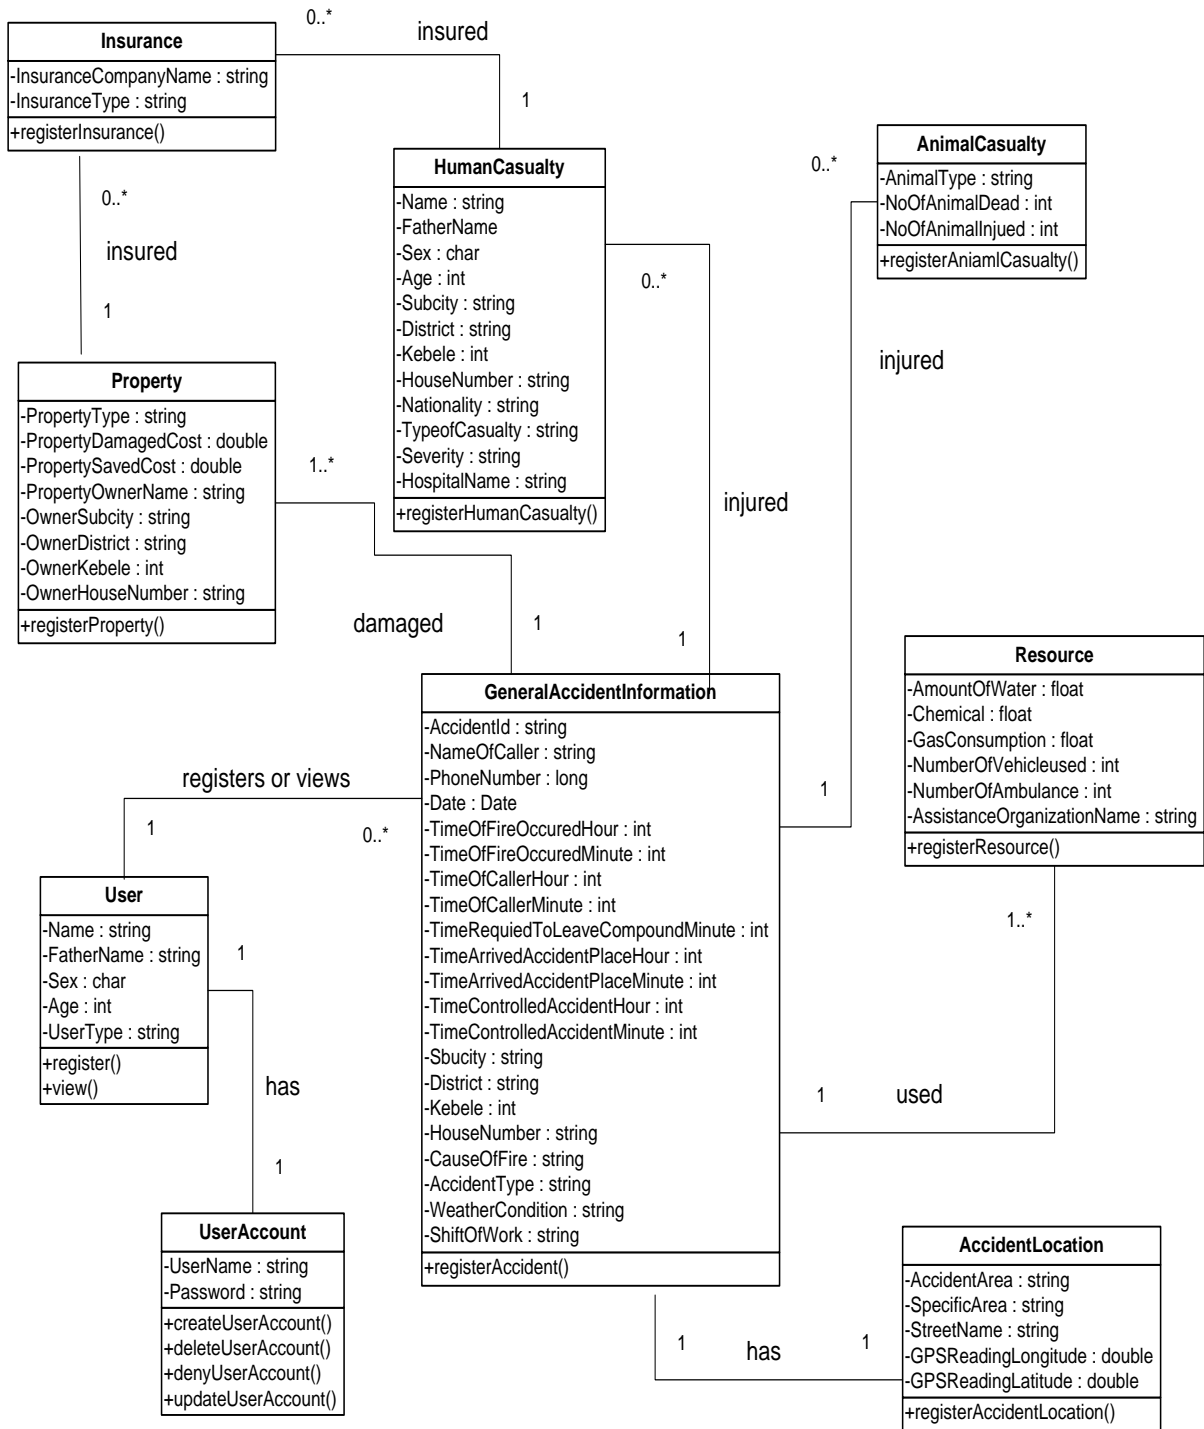 0..*
insured
1
Insurance
-InsuranceCompanyName : string
-InsuranceType : string
+registerInsurance()
0..*
insured
1
HumanCasualty
-Name : string
-FatherName
-Sex : char
-Age : int
-Subcity : string
-District : string
-Kebele : int
-HouseNumber : string
-Nationality : string
-TypeofCasualty : string
-Severity : string
-HospitalName : string
+registerHumanCasualty()
0..*
injured
1
AnimalCasualty
-AnimalType : string
-NoOfAnimalDead : int
-NoOfAnimalInjued : int
+registerAniamlCasualty()
0..*
injured
1
Property
-PropertyType : string
-PropertyDamagedCost : double
-PropertySavedCost : double
-PropertyOwnerName : string
-OwnerSubcity : string
-OwnerDistrict : string
-OwnerKebele : int
-OwnerHouseNumber : string
+registerProperty()
1..*
damaged
1
GeneralAccidentInformation
-AccidentId : string
-NameOfCaller : string
-PhoneNumber : long
-Date : Date
-TimeOfFireOccuredHour : int
-TimeOfFireOccuredMinute : int
-TimeOfCallerHour : int
-TimeOfCallerMinute : int
-TimeRequiedToLeaveCompoundMinute : int
-TimeArrivedAccidentPlaceHour : int
-TimeArrivedAccidentPlaceMinute : int
-TimeControlledAccidentHour : int
-TimeControlledAccidentMinute : int
-Sbucity : string
-District : string
-Kebele : int
-HouseNumber : string
-CauseOfFire : string
-AccidentType : string
-WeatherCondition : string
-ShiftOfWork : string
+registerAccident()
Resource
-AmountOfWater : float
-Chemical : float
-GasConsumption : float
-NumberOfVehicleused : int
-NumberOfAmbulance : int
-AssistanceOrganizationName : string
+registerResource()
1..*
1
used
registers or views
1
0..*
User
-Name : string
-FatherName : string
-Sex : char
-Age : int
-UserType : string
+register()
+view()
1
has
1
UserAccount
-UserName : string
-Password : string
+createUserAccount()
+deleteUserAccount()
+denyUserAccount()
+updateUserAccount()
1
has
1
AccidentLocation
-AccidentArea : string
-SpecificArea : string
-StreetName : string
-GPSReadingLongitude : double
-GPSReadingLatitude : double
+registerAccidentLocation()